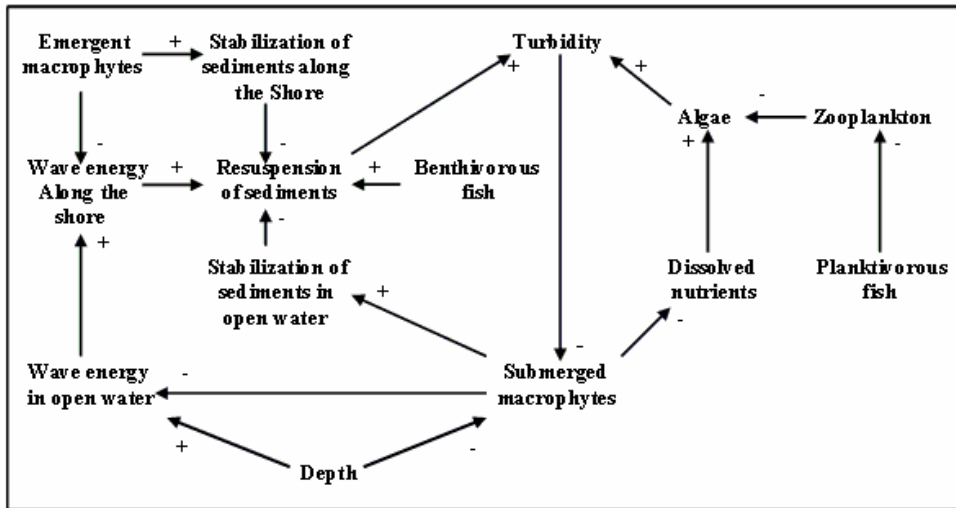 Emergent
macrophytes
+
Stabilization of
sediments along
the Shore
Turbidity
+
+
Algae
-
Zooplankton
-
-
+
-
Wave energy
Along the
shore
+
Resuspension
of sediments
+
Benthivorous
fish
-
+
Stabilization of
sediments in
open water
+
Dissolved
nutrients
-
Planktivorous
fish
Wave energy
in open water
-
-
Submerged
macrophytes
+
-
Depth